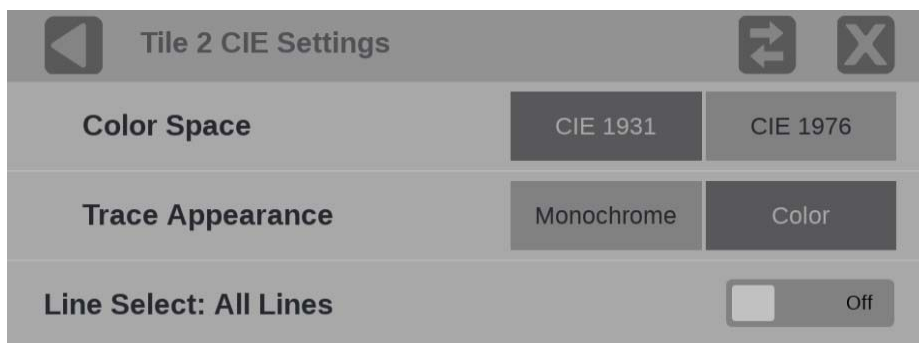 Tile 2 CIE Settings
Color Space CIE 1931 CIE 1976
Trace Appearance Monochrome Color
Line Select: All Lines Off